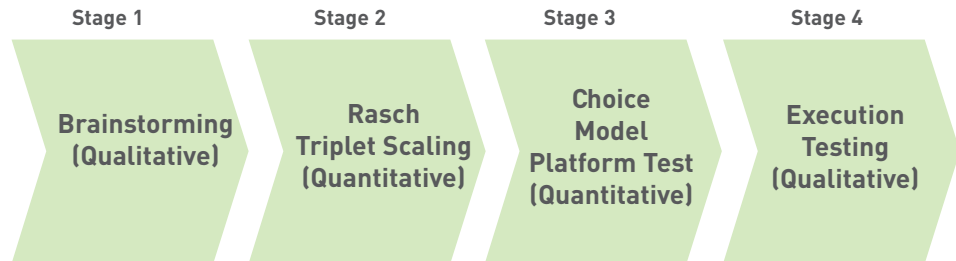 Stage 1
Stage 2
Stage 3
Stage 4
Brainstorming
(Qualitative)
Rasch
Triplet Scaling
(Quantitative)
Choice
Model
Platform Test
(Quantitative)
Execution
Testing
(Qualitative)